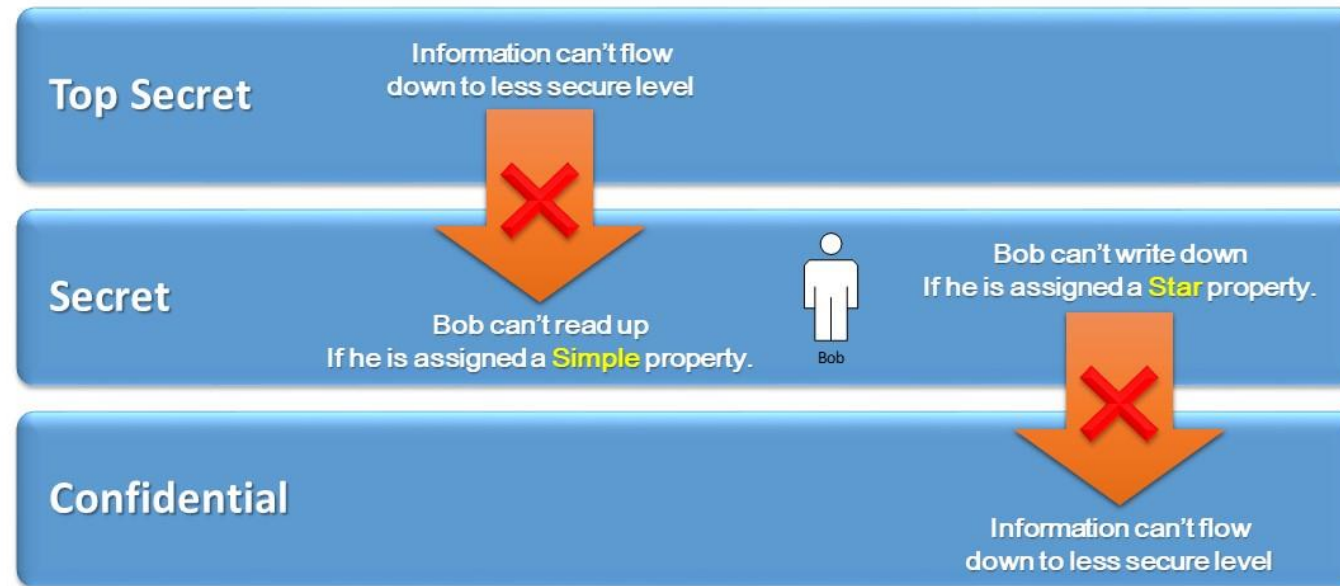 Top Secret
Information can't flow
down to less secure level
Secret
Bob can't read up
If he is assigned a Simple property.
Bob
Bob can't write down
If he is assigned a Star property.
Confidential
Information can't flow
down to less secure level